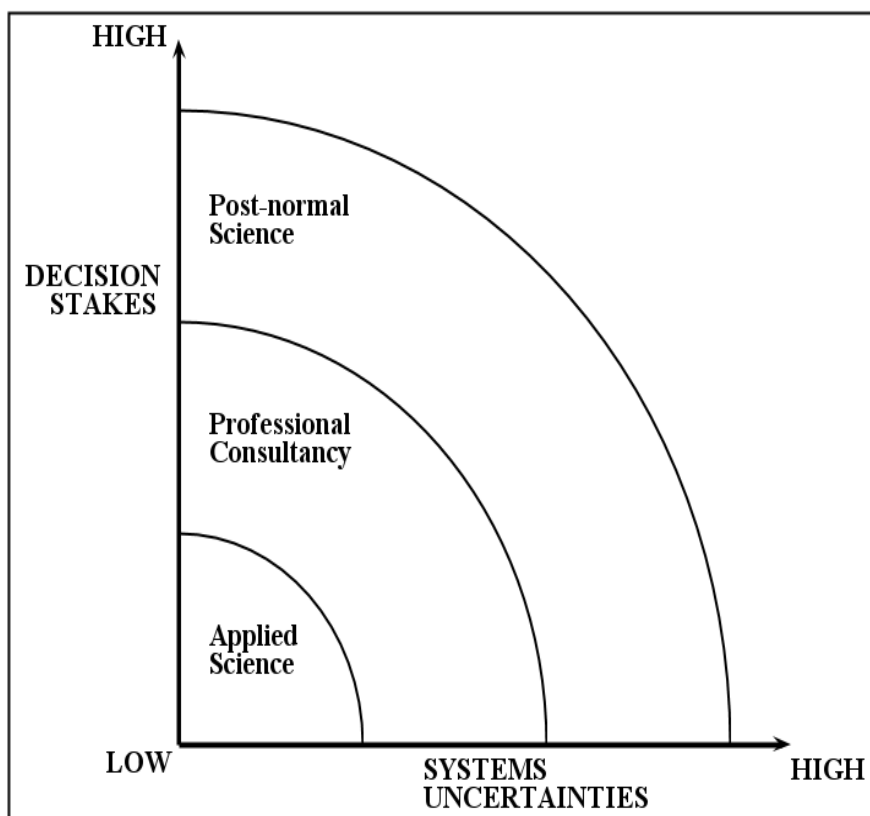 HIGH
Post-normal
Science
DECISION
STAKES
Professional
Consultancy
Applied
Science
LOW
SYSTEMS
UNCERTAINTIES
HIGH